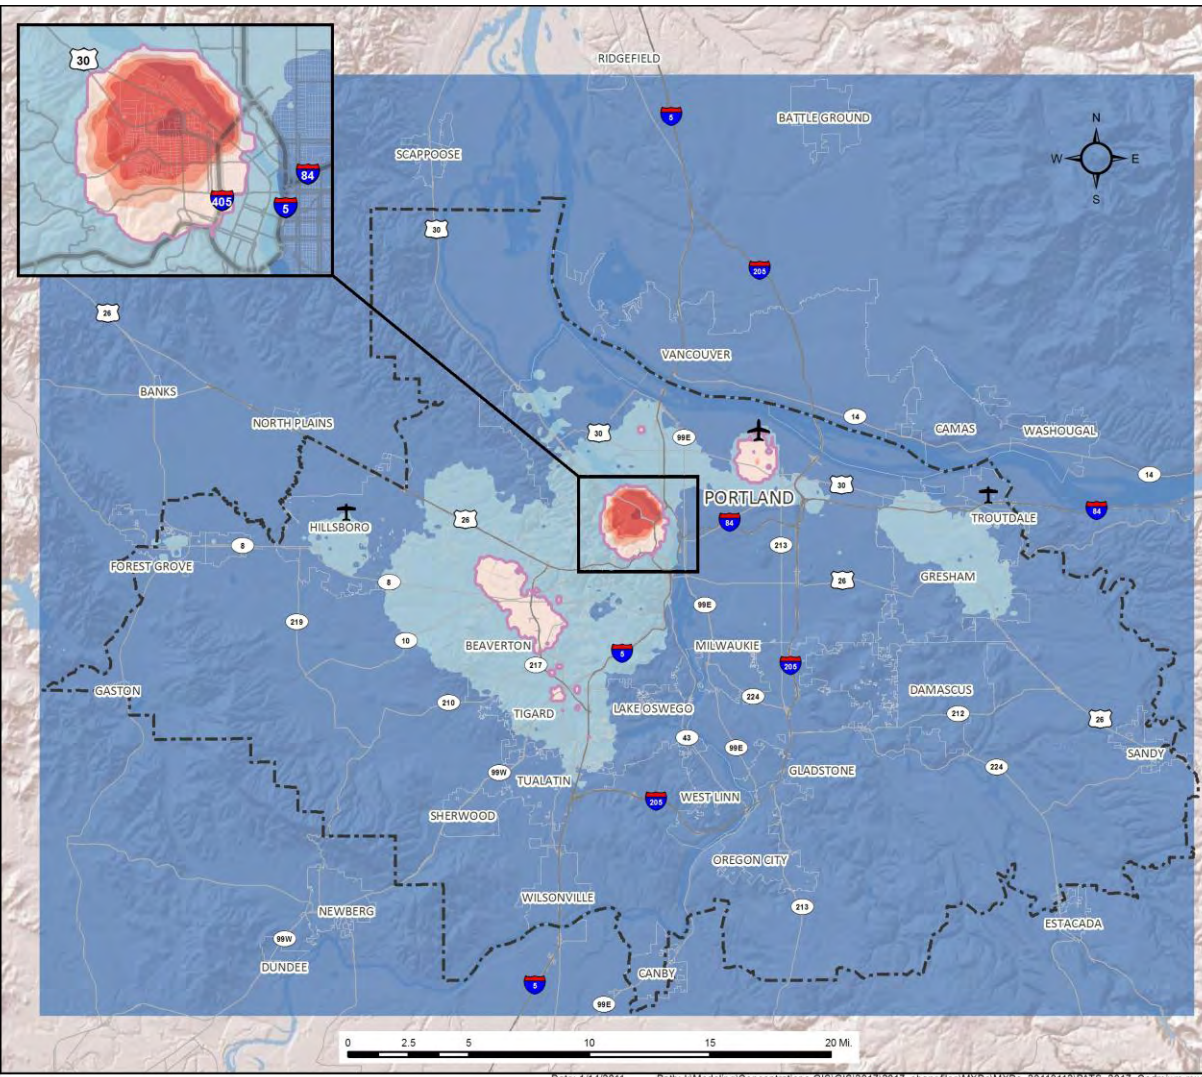 30
84
405
5
RIDGEFIELD
5
BATTLE GROUND
N
W
E
S
SCAPPOOSE
30
205
26
VANCOUVER
BANKS
14
NORTH PLAINS
CAMAS
WASHOUGAL
30
99E
14
PORTLAND
30
26
84
84
TROUTDALE
HILLSBORO
8
213
FOREST GROVE
8
26
GRESHAM
99E
219
10
BEAVERTON
5
MILWAUKIE
217
205
GASTON
210
224
DAMASCUS
TIGARD
LAKE OSWEGO
212
26
43
99E
SANDY
99W
TUALATIN
GLADSTONE
224
205
WEST LINN
SHERWOOD
OREGON CITY
WILSONVILLE
213
NEWBERG
ESTACADA
99W
DUNDEE
CANBY
5
99E
0 2.5 5 10 15 20 Mi.